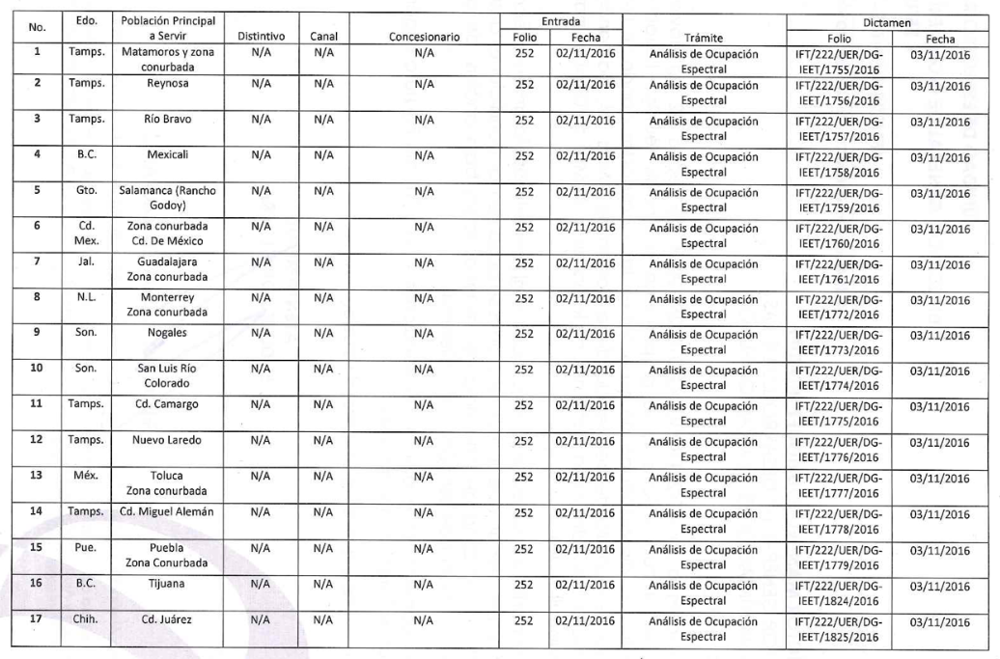 No. Edo. Población Principal a Servir Distintivo Canal Concesionario Entrada Folio Fecha Trámite Dictamen Folio Fecha
1 Tamps. Matamoros y zona conurbada N/A N/A N/A 252 02/11/2016 Análisis de Ocupación Espectral IFT/222/UER/DG-IEET/1755/2016 03/11/2016
2 Tamps. Reynosa N/A N/A N/A 252 02/11/2016 Análisis de Ocupación Espectral IFT/222/UER/DG-IEET/1756/2016 03/11/2016
3 Tamps. Río Bravo N/A N/A N/A 252 02/11/2016 Análisis de Ocupación Espectral IFT/222/UER/DG-IEET/1757/2016 03/11/2016
4 B.C. Mexicali N/A N/A N/A 252 02/11/2016 Análisis de Ocupación Espectral IFT/222/UER/DG-IEET/1758/2016 03/11/2016
5 Gto. Salamanca (Rancho Godoy) N/A N/A N/A 252 02/11/2016 Análisis de Ocupación Espectral IFT/222/UER/DG-IEET/1759/2016 03/11/2016
6 Cd. Mex. Zona conurbada Cd. De México N/A N/A N/A 252 02/11/2016 Análisis de Ocupación Espectral IFT/222/UER/DG-IEET/1760/2016 03/11/2016
7 Jal. Guadalajara Zona conurbada N/A N/A N/A 252 02/11/2016 Análisis de Ocupación Espectral IFT/222/UER/DG-IEET/1761/2016 03/11/2016
8 N.L. Monterrey Zona conurbada N/A N/A N/A 252 02/11/2016 Análisis de Ocupación Espectral IFT/222/UER/DG-IEET/1772/2016 03/11/2016
9 Son. Nogales N/A N/A N/A 252 02/11/2016 Análisis de Ocupación Espectral IFT/222/UER/DG-IEET/1773/2016 03/11/2016
10 Son. San Luis Río Colorado N/A N/A N/A 252 02/11/2016 Análisis de Ocupación Espectral IFT/222/UER/DG-IEET/1774/2016 03/11/2016
11 Tamps. Cd. Camargo N/A N/A N/A 252 02/11/2016 Análisis de Ocupación Espectral IFT/222/UER/DG-IEET/1775/2016 03/11/2016
12 Tamps. Nuevo Laredo N/A N/A N/A 252 02/11/2016 Análisis de Ocupación Espectral IFT/222/UER/DG-IEET/1776/2016 03/11/2016
13 Méx. Toluca Zona conurbada N/A N/A N/A 252 02/11/2016 Análisis de Ocupación Espectral IFT/222/UER/DG-IEET/1777/2016 03/11/2016
14 Tamps. Cd. Miguel Alemán N/A N/A N/A 252 02/11/2016 Análisis de Ocupación Espectral IFT/222/UER/DG-IEET/1778/2016 03/11/2016
15 Pue. Puebla Zona Conurbada N/A N/A N/A 252 02/11/2016 Análisis de Ocupación Espectral IFT/222/UER/DG-IEET/1779/2016 03/11/2016
16 B.C. Tijuana N/A N/A N/A 252 02/11/2016 Análisis de Ocupación Espectral IFT/222/UER/DG-IEET/1824/2016 03/11/2016
17 Chih. Cd. Juárez N/A N/A N/A 252 02/11/2016 Análisis de Ocupación Espectral IFT/222/UER/DG-IEET/1825/2016 03/11/2016